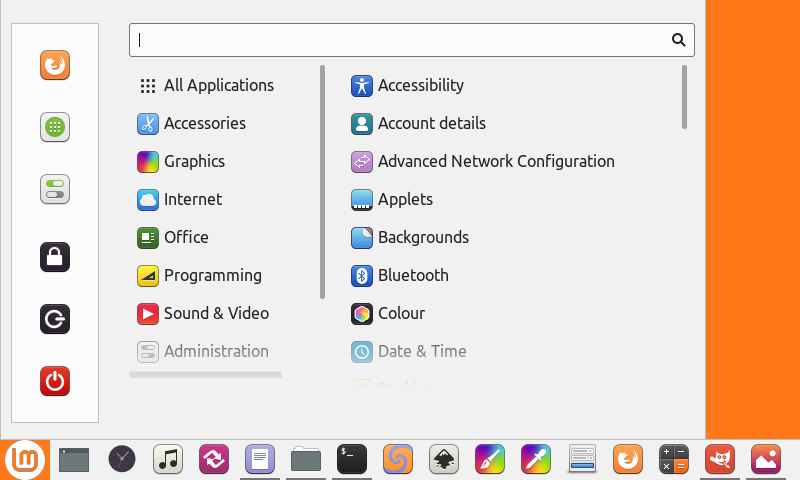 All Applications
Accessories
Graphics
Internet
Office
Programming
Sound & Video
Administration
Accessibility
Account details
Advanced Network Configuration
Applets
Backgrounds
Bluetooth
Colour
Date & Time
$_